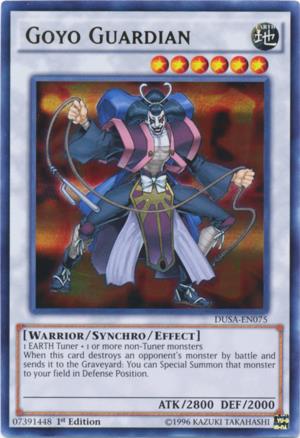 GOYO GUARDIAN
EARTH
地
DUSA-EN075
[WARRIOR/SYNCHRO/EFFECT]
1 EARTH Tuner + 1 or more non-Tuner monsters
When this card destroys an opponent's monster by battle and
sends it to the Graveyard: You can Special Summon that monster
to your field in Defense Position.
ATK/2800 DEF/2000
07391448 1st Edition ©1996 KAZUKI TAKAHASHI